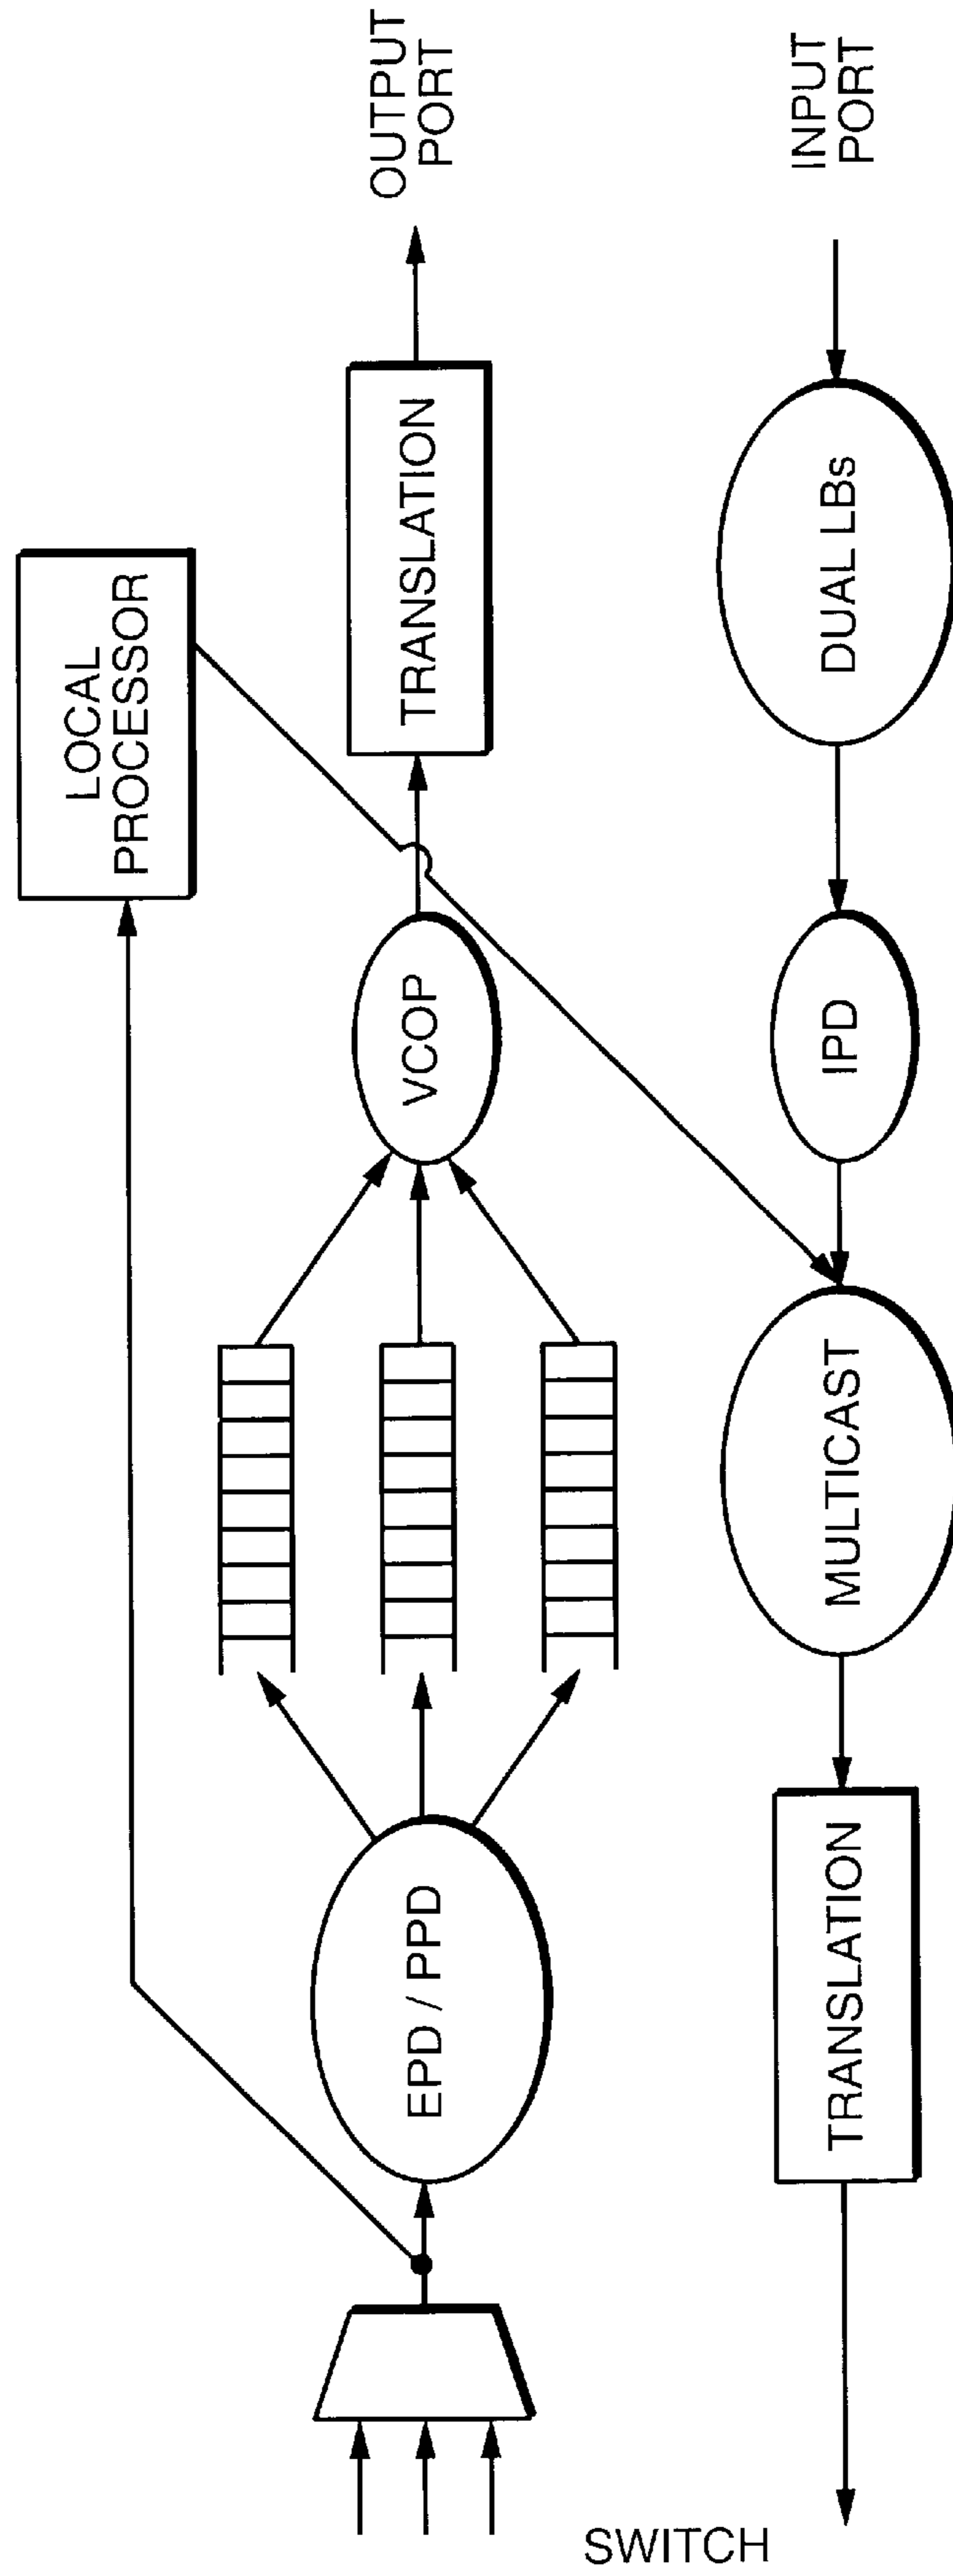 LOCAL
PROCESSOR
EPD / PPD
VCOP
TRANSLATION
OUTPUT
PORT
SWITCH
TRANSLATION
MULTICAST
IPD
DUAL LBs
INPUT
PORT